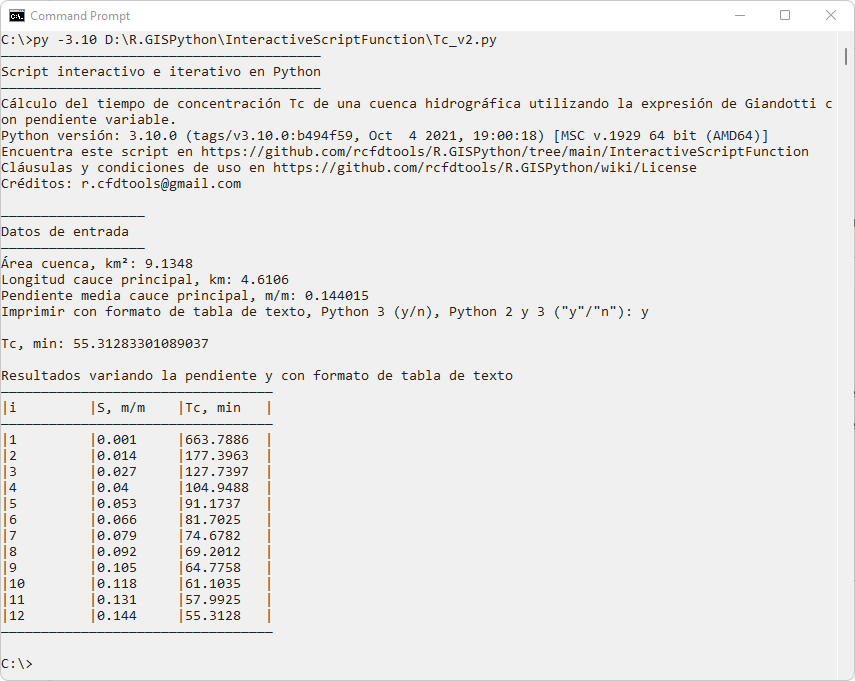 Command Prompt
C:\>py -3.10 D:\R.GISPython\InteractiveScriptFunction\Tc_v2.py
Script interactivo e iterativo en Python
Cálculo del tiempo de concentración Tc de una cuenca hidrográfica utilizando la expresión de Giandotti c
on pendiente variable.
Python versión: 3.10.0 (tags/v3.10.0:b494f59, Oct  4 2021, 19:00:18) [MSC v.1929 64 bit (AMD64)]
Encuentra este script en https://github.com/rcfdtools/R.GISPython/tree/main/InteractiveScriptFunction
Cláusulas y condiciones de uso en https://github.com/rcfdtools/R.GISPython/wiki/License
Créditos: r.cfdtools@gmail.com
Datos de entrada
Área cuenca, km²: 9.1348
Longitud cauce principal, km: 4.6106
Pendiente media cauce principal, m/m: 0.144015
Imprimir con formato de tabla de texto, Python 3 (y/n), Python 2 y 3 ("y"/"n"): y
Tc, min: 55.31283301089037
Resultados variando la pendiente y con formato de tabla de texto
|i         |S, m/m    |Tc, min   |
|1         |0.001     |663.7886  |
|2         |0.014     |177.3963  |
|3         |0.027     |127.7397  |
|4         |0.04      |104.9488  |
|5         |0.053     |91.1737   |
|6         |0.066     |81.7025   |
|7         |0.079     |74.6782   |
|8         |0.092     |69.2012   |
|9         |0.105     |64.7758   |
|10        |0.118     |61.1035   |
|11        |0.131     |57.9925   |
|12        |0.144     |55.3128   |
C:\>